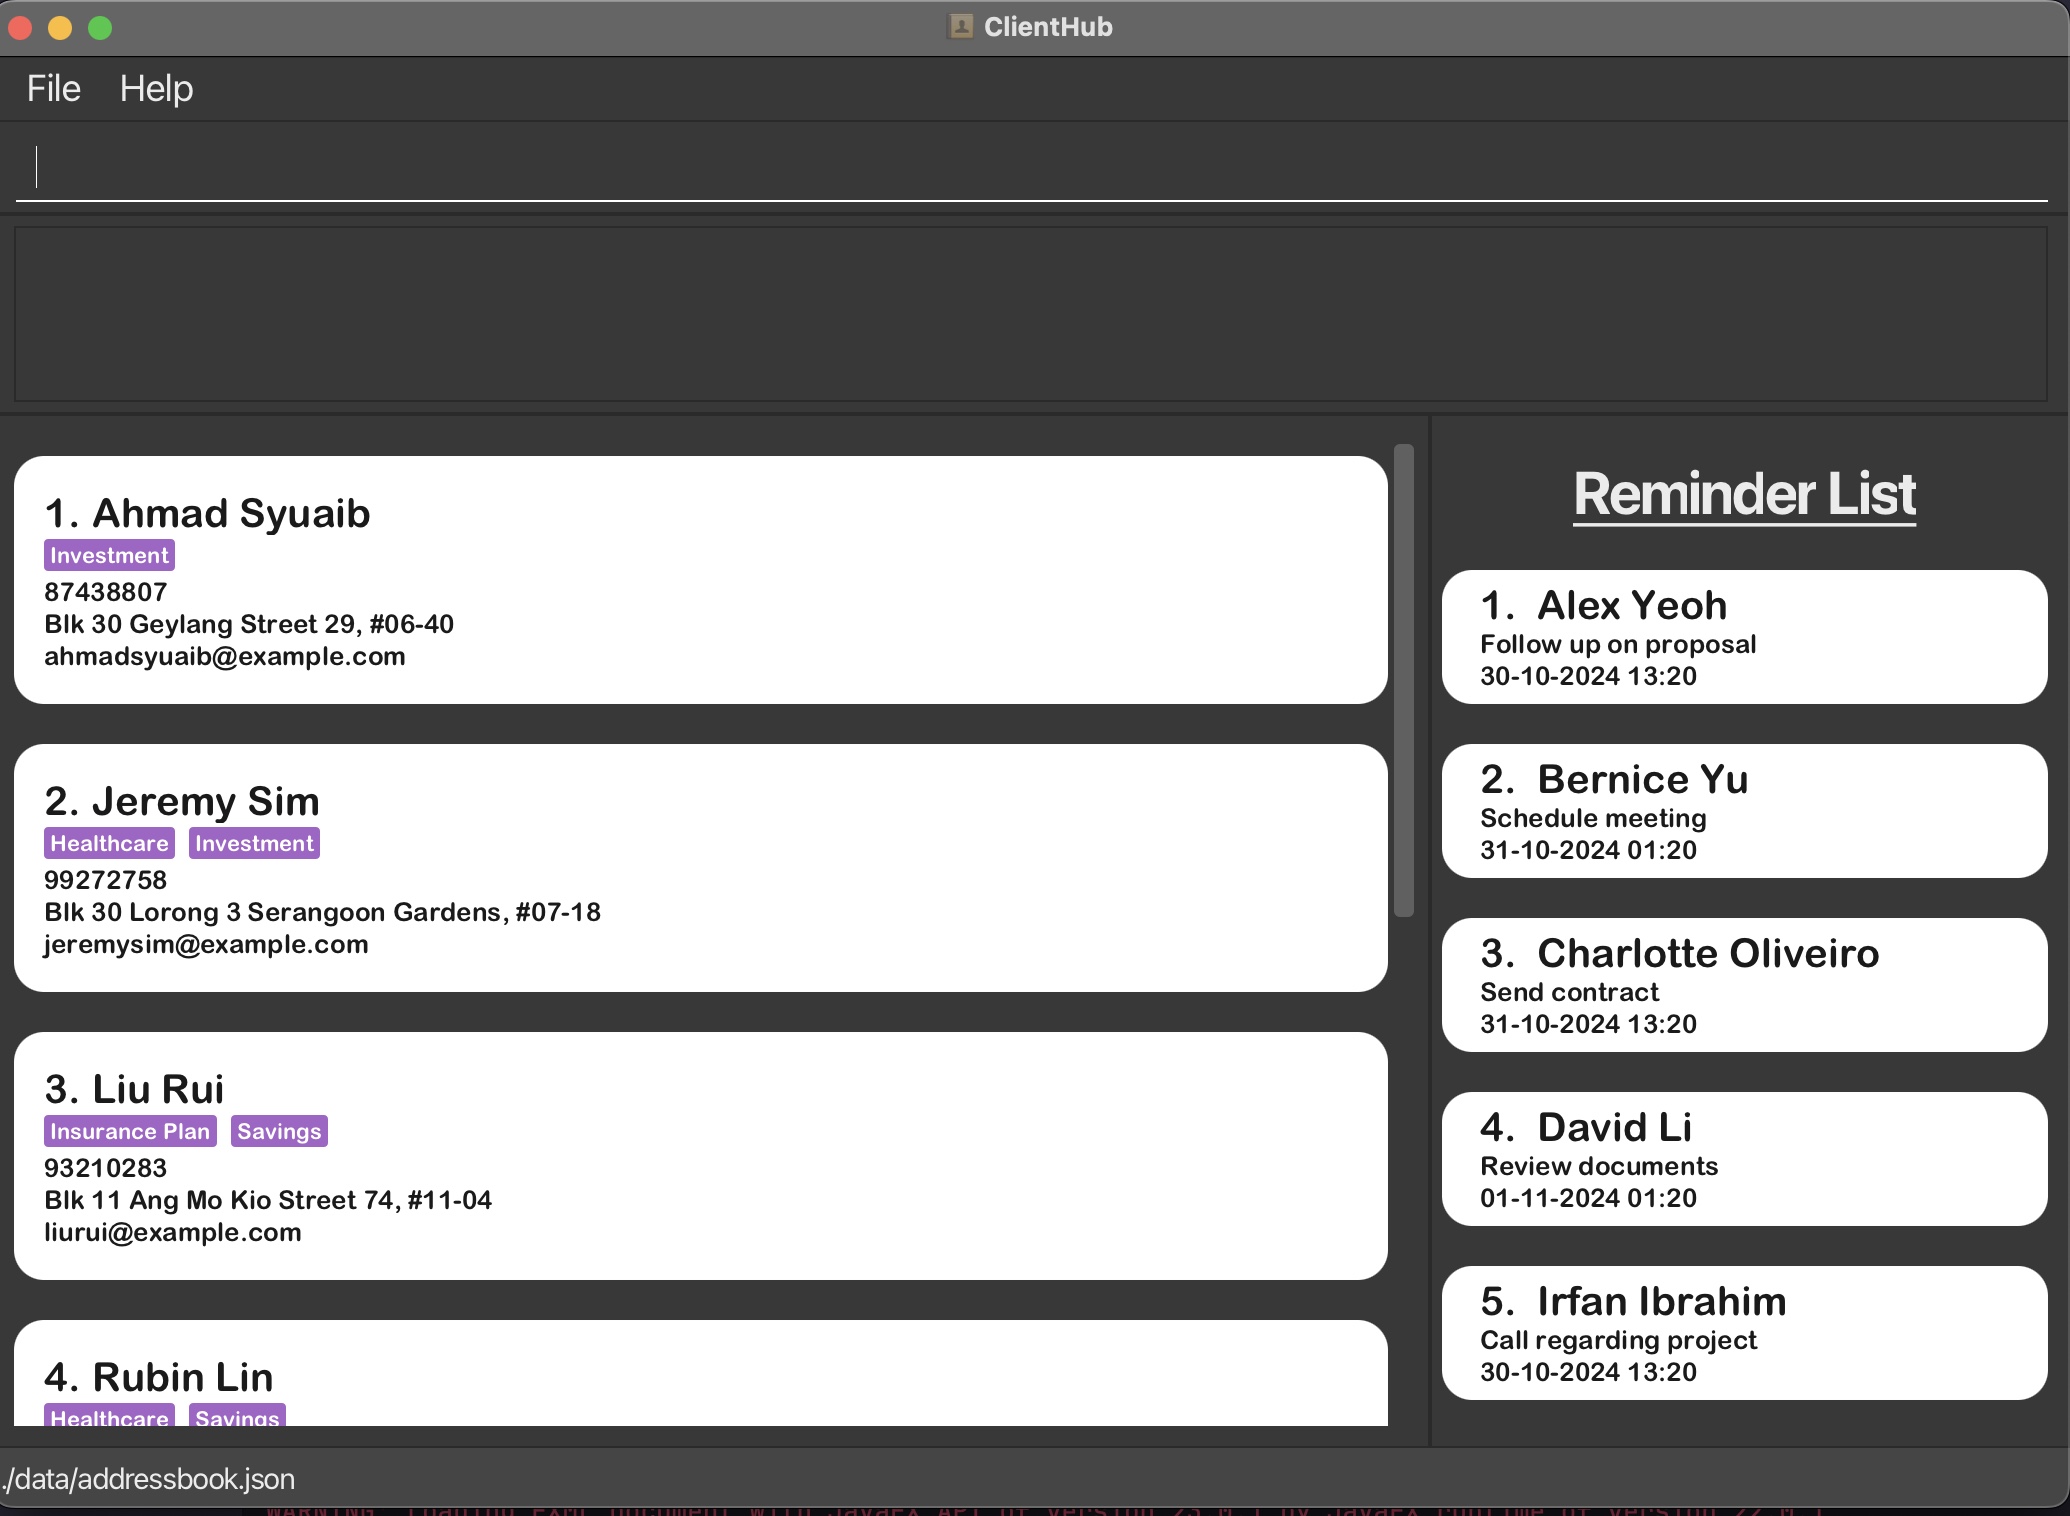 ClientHub
File Help
1. Ahmad Syuaib
Investment
87438807
Blk 30 Geylang Street 29, #06-40
ahmadsyuaib@example.com
2. Jeremy Sim
Healthcare Investment
99272758
Blk 30 Lorong 3 Serangoon Gardens, #07-18
jeremysim@example.com
3. Liu Rui
Insurance Plan Savings
93210283
Blk 11 Ang Mo Kio Street 74, #11-04
liurui@example.com
4. Rubin Lin
Healthcare Savings
Reminder List
1. Alex Yeoh
Follow up on proposal
30-10-2024 13:20
2. Bernice Yu
Schedule meeting
31-10-2024 01:20
3. Charlotte Oliveiro
Send contract
31-10-2024 13:20
4. David Li
Review documents
01-11-2024 01:20
5. Irfan Ibrahim
Call regarding project
30-10-2024 13:20
./data/addressbook.json